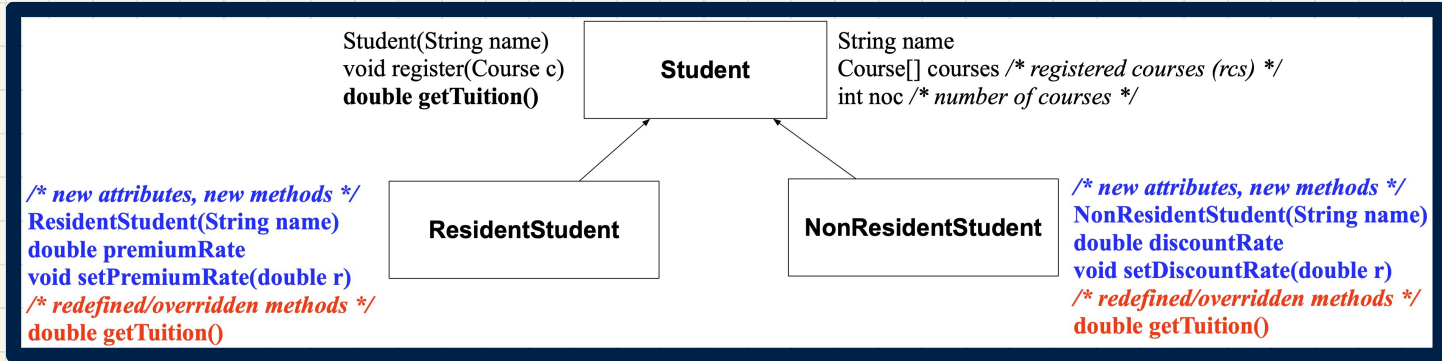 Student(String name)
void register(Course c)
double getTuition()
Student
String name
Course[] courses /* registered courses (rcs) */
int noc /* number of courses */
/* new attributes, new methods */
ResidentStudent(String name)
double premiumRate
void setPremiumRate(double r)
/* redefined/overridden methods */
double getTuition()
ResidentStudent
NonResidentStudent
/* new attributes, new methods */
NonResidentStudent(String name)
double discountRate
void setDiscountRate(double r)
/* redefined/overridden methods */
double getTuition()